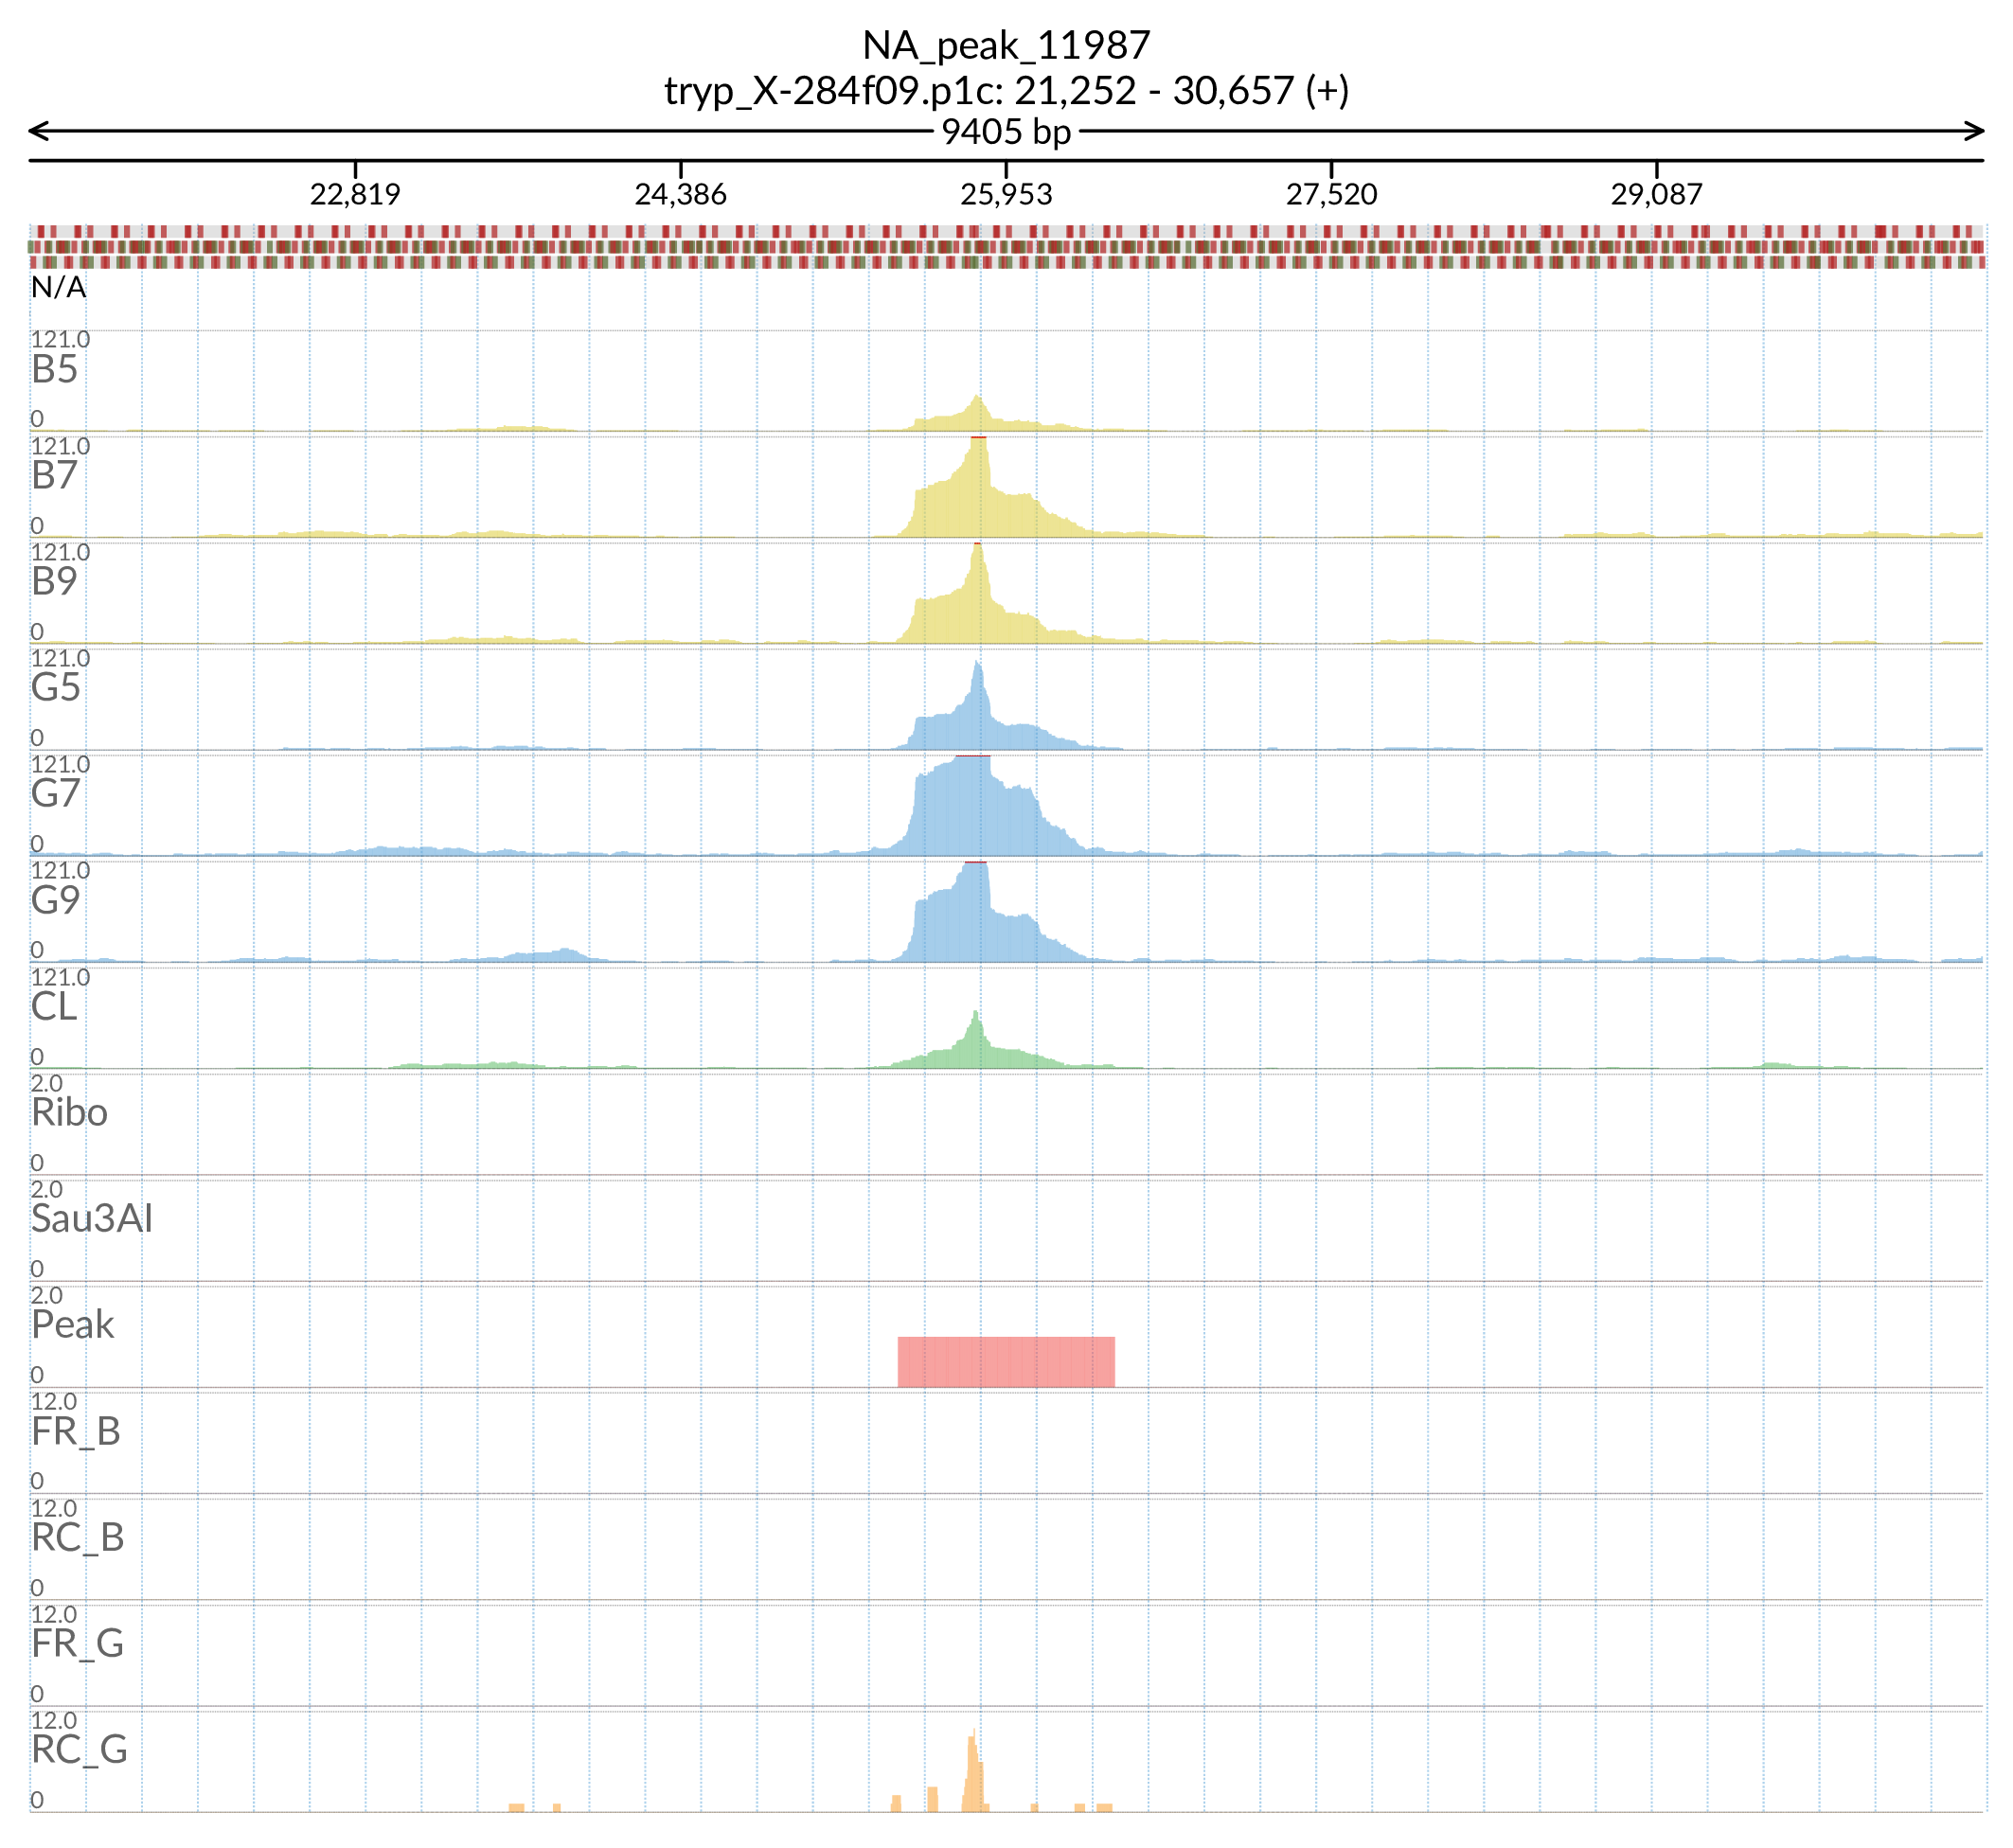 NA_peak_11987
tryp_X-284f09.p1c: 21,252 - 30,657 (+)
9405 bp
22,819 24,386 25,953 27,520 29,087
N/A
121.0
B5
0
121.0
B7
0
121.0
B9
0
121.0
G5
0
121.0
G7
0
121.0
G9
0
121.0
CL
0
2.0
Ribo
0
2.0
Sau3AI
0
2.0
Peak
0
12.0
FR_B
0
12.0
RC_B
0
12.0
FR_G
0
12.0
RC_G
0